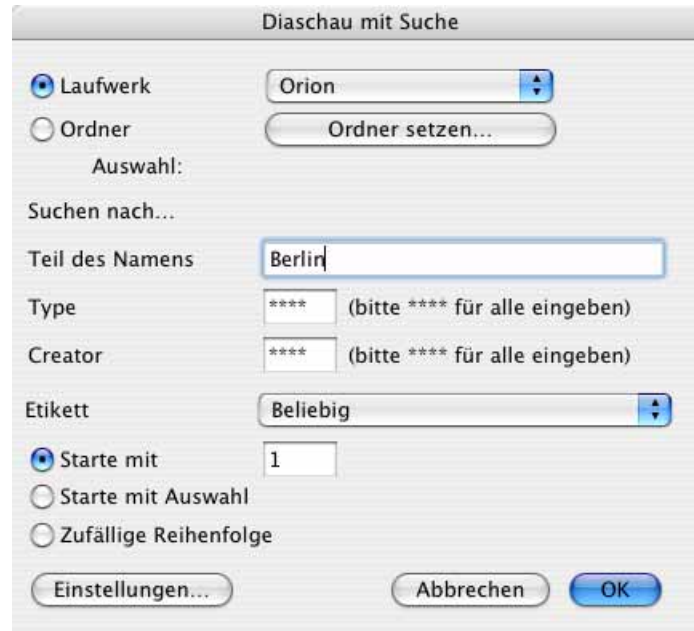 Diaschau mit Suche
Laufwerk Orion
Ordner Ordner setzen...
Auswahl:
Suchen nach...
Teil des Namens Berlin
Type **** (bitte **** für alle eingeben)
Creator **** (bitte **** für alle eingeben)
Etikett Beliebig
Starte mit 1
Starte mit Auswahl
Zufällige Reihenfolge
Einstellungen... Abbrechen OK